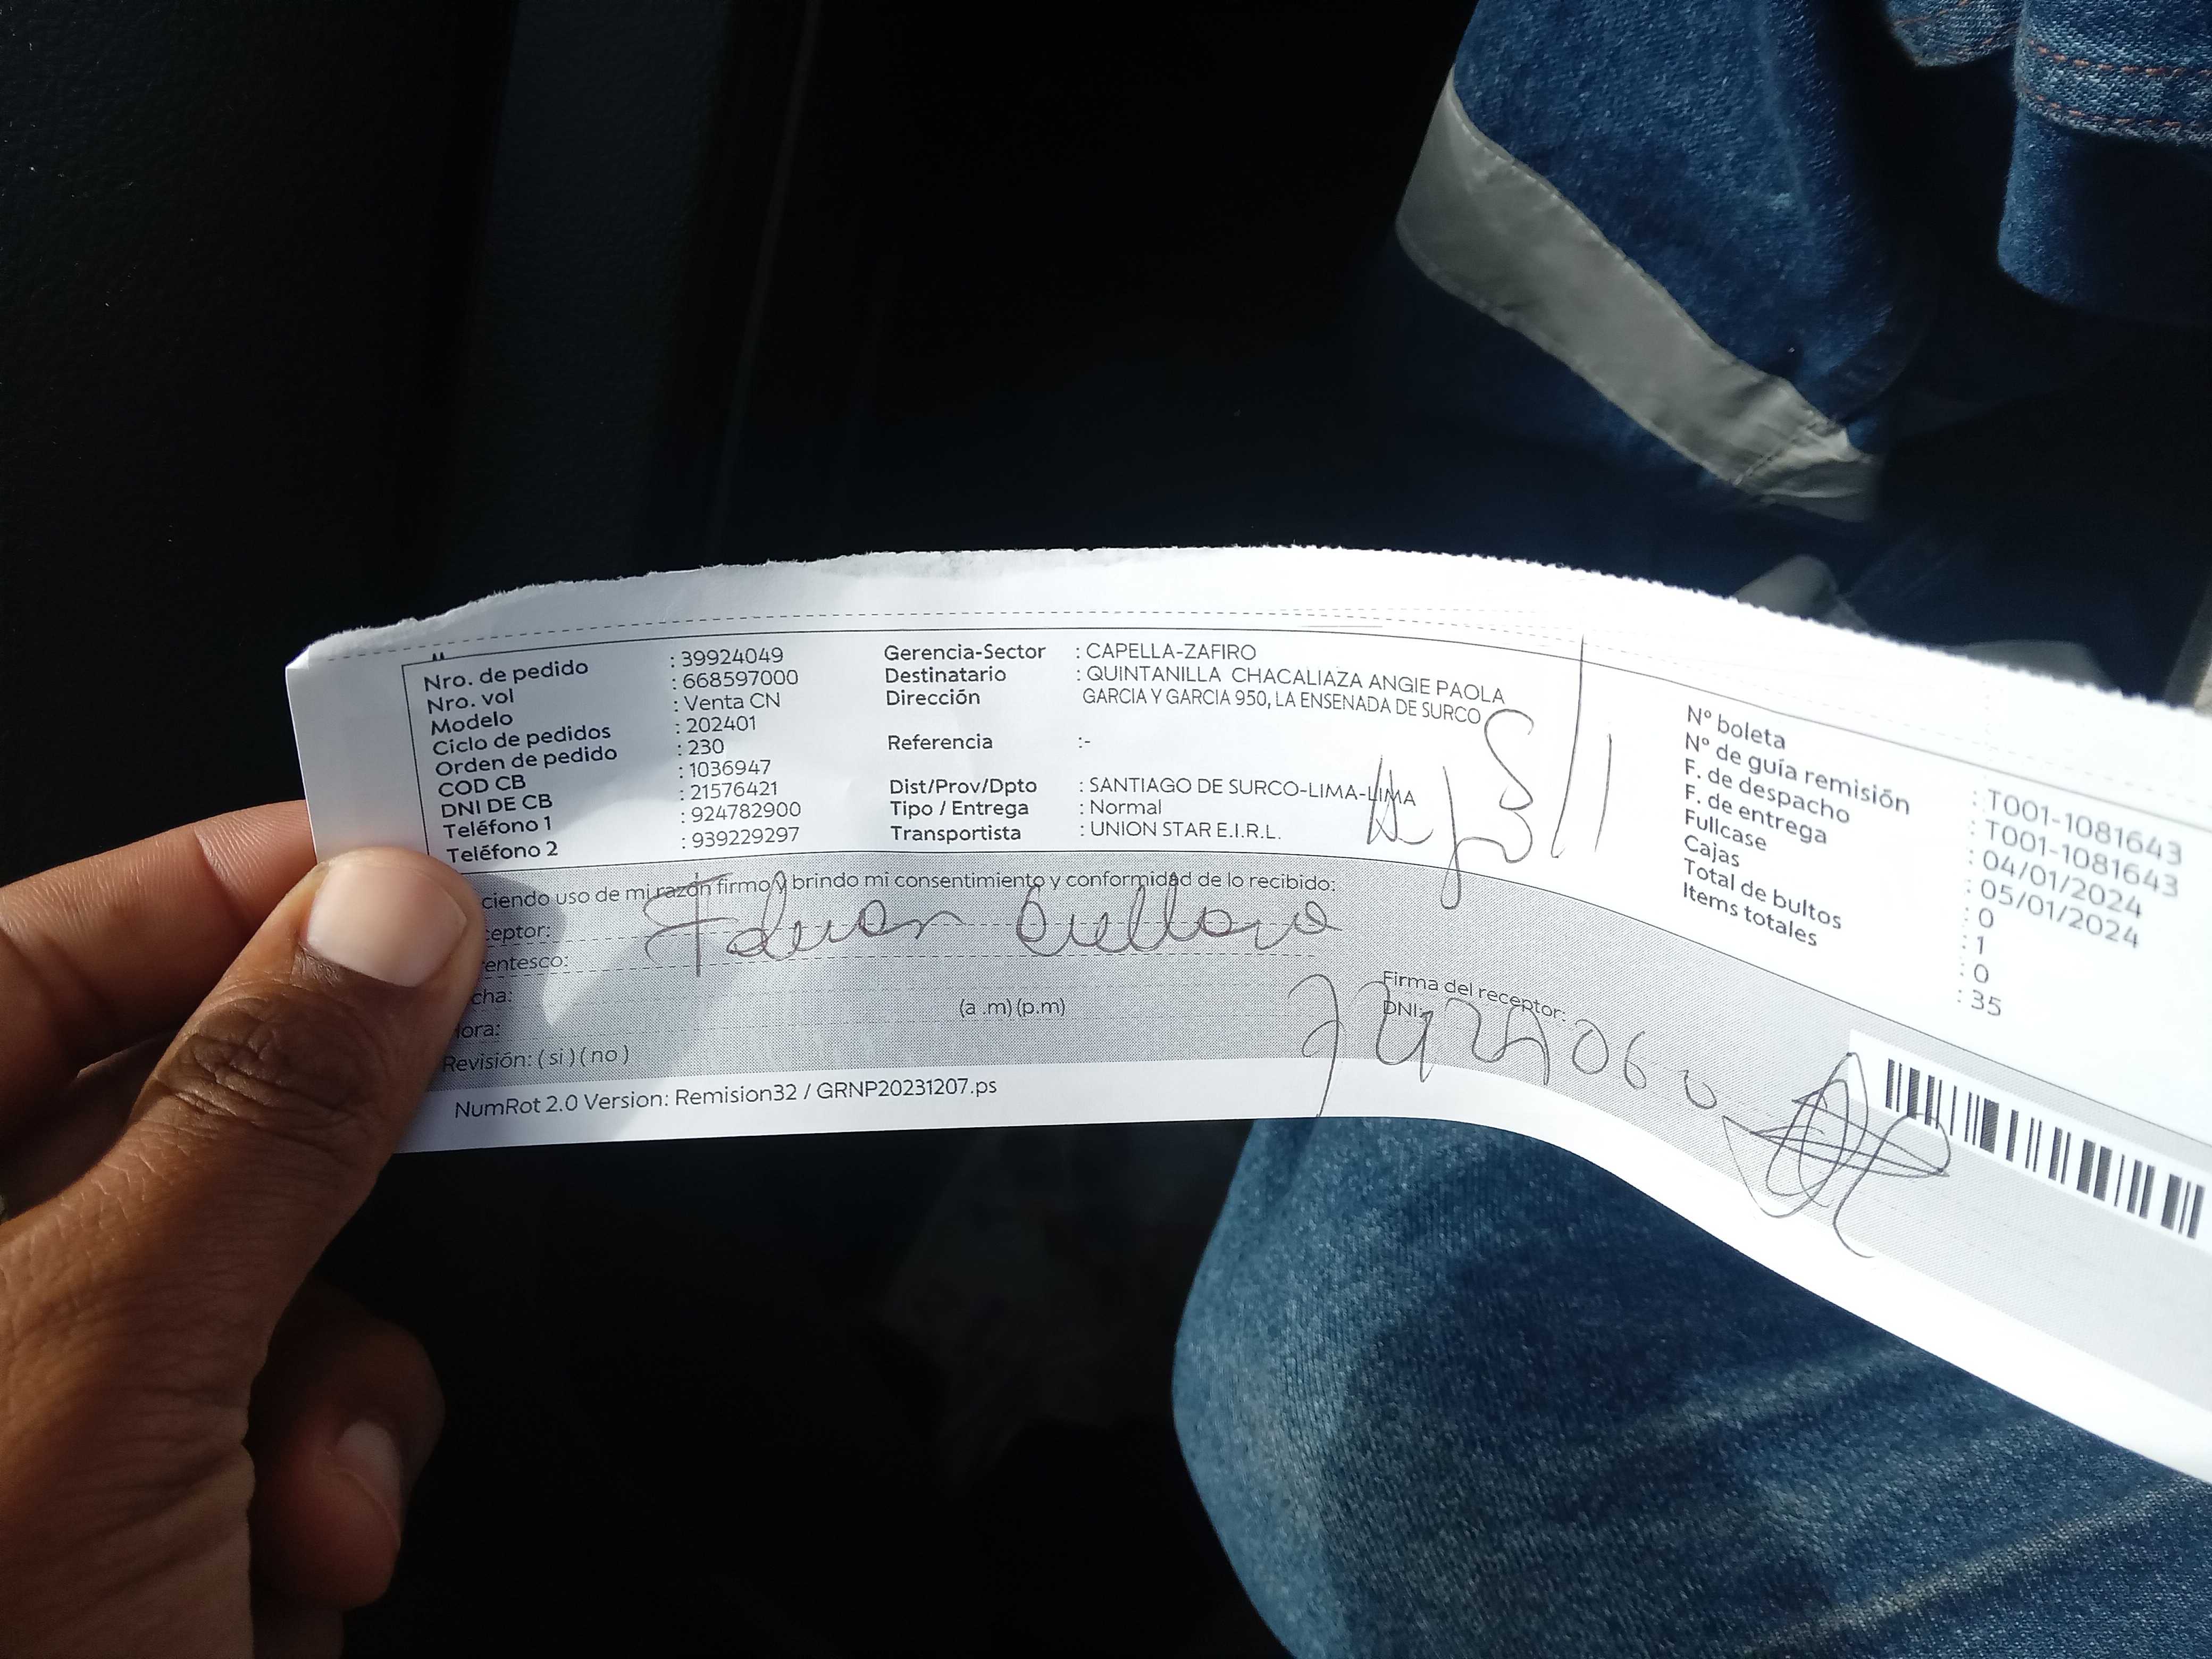 Nro. de pedido : 39924049
Nro. vol : 668597000
Modelo : Venta CN
Ciclo de pedidos : 202401
Orden de pedido : 230
COD CB : 1036947
DNI DE CB : 21576421
Teléfono 1 : 924782900
Teléfono 2 : 939229297
Gerencia-Sector : CAPELLA-ZAFIRO
Destinatario : QUINTANILLA CHACALIAZA ANGIE PAOLA
Dirección GARCIA Y GARCIA 950, LA ENSENADA DE SURCO
Referencia :-
Dist/Prov/Dpto : SANTIAGO DE SURCO-LIMA-LIMA
Tipo / Entrega : Normal
Transportista : UNION STAR E.I.R.L.
Nº boleta : T001-1081643
Nº de guía remisión : T001-1081643
F. de despacho : 04/01/2024
F. de entrega : 05/01/2024
Fullcase : 0
Cajas : 1
Total de bultos : 0
Items totales : 35
ciendo uso de mi razón firmo y brindo mi consentimiento y conformidad de lo recibido:
ceptor:
entesco:
cha:
ora: (a .m) (p.m)
Revisión: ( si ) ( no )
Firma del receptor:
DNI:
NumRot 2.0 Version: Remision32 / GRNP20231207.ps